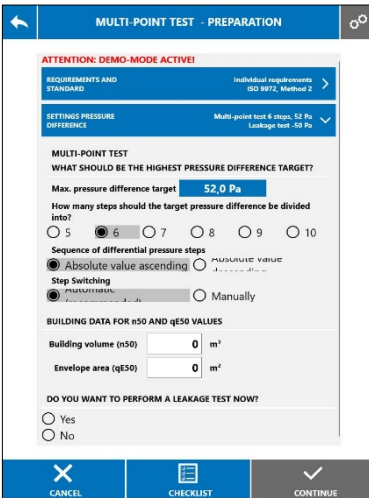 MULTI-POINT TEST - PREPARATION
ATTENTION: DEMO-MODE ACTIVE!
REQUIREMENTS AND STANDARD
Individual requirements
ISO 9972, Method 2
SETTINGS PRESSURE DIFFERENCE
Multi-point test 6 steps, 52 Pa
Leakage test -50 Pa
MULTI-POINT TEST
WHAT SHOULD BE THE HIGHEST PRESSURE DIFFERENCE TARGET?
Max. pressure difference target 52,0 Pa
How many steps should the target pressure difference be divided
into?
5 6 7 8 9 10
Sequence of differential pressure steps
Absolute value ascending Absolute value
Step Switching
Automatic
(recommended) Manually
BUILDING DATA FOR n50 AND qE50 VALUES
Building volume (n50) 0 m³
Envelope area (qE50) 0 m²
DO YOU WANT TO PERFORM A LEAKAGE TEST NOW?
Yes
No
CANCEL CHECKLIST CONTINUE